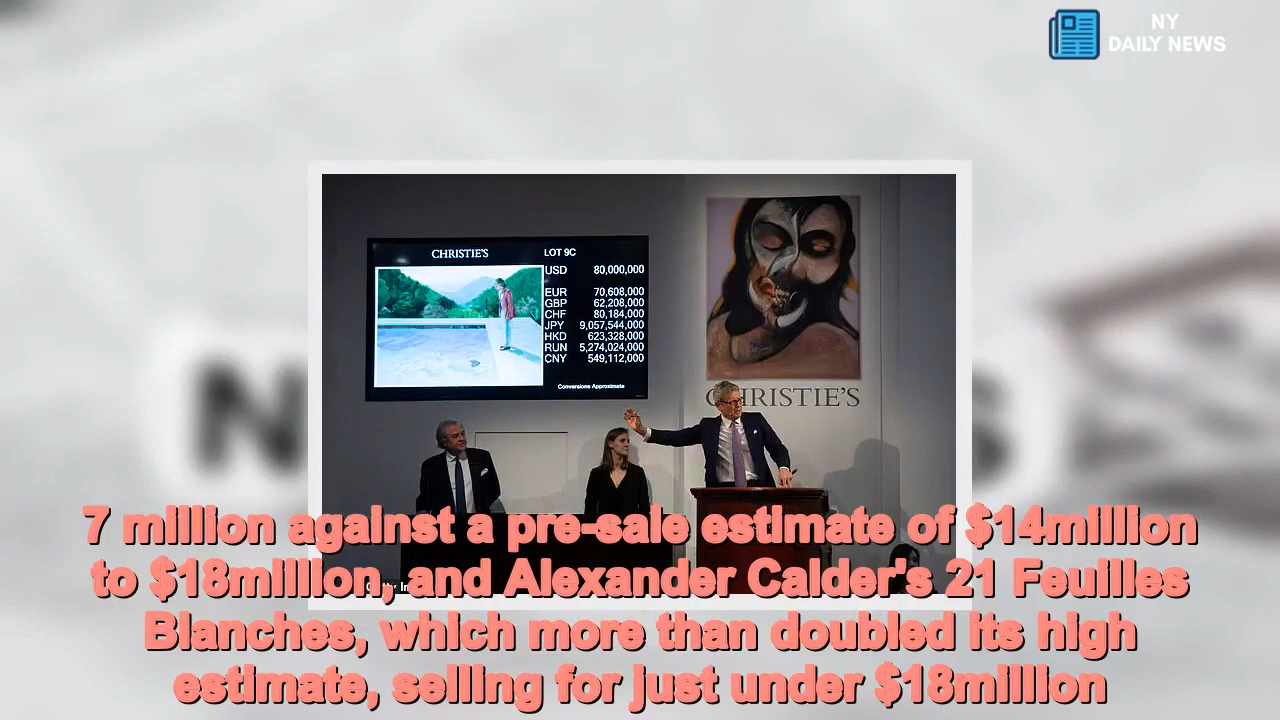 NY
DAILY NEWS
CHRISTIE'S
LOT 9C
USD 80,000,000
EUR 70,608,000
GBP 62,208,000
CHF 80,184,000
JPY 9,057,544,000
HKD 623,328,000
RUN 5,274,024,000
CNY 549,112,000
Conversions Approximate
CHRISTIE'S
7 million against a pre-sale estimate of $14million
to $18million, and Alexander Calder's 21 Feuilles
Blanches, which more than doubled its high
estimate, selling for just under $18million